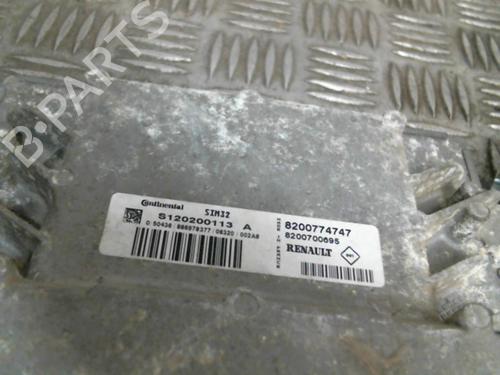 B-PARTS
Continental
SIM32
S120200113 A
8200774747
8200700695
RENAULT